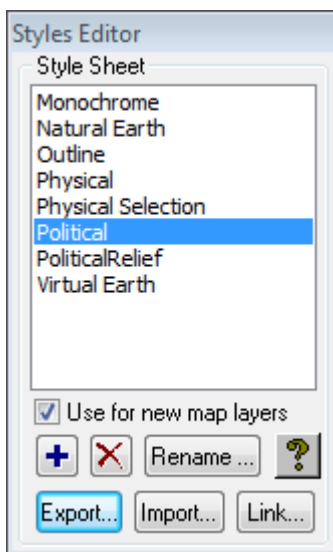 Styles Editor
Style Sheet
Monochrome
Natural Earth
Outline
Physical
Physical Selection
Political
PoliticalRelief
Virtual Earth
Use for new map layers
Rename ...
Export... Import... Link...